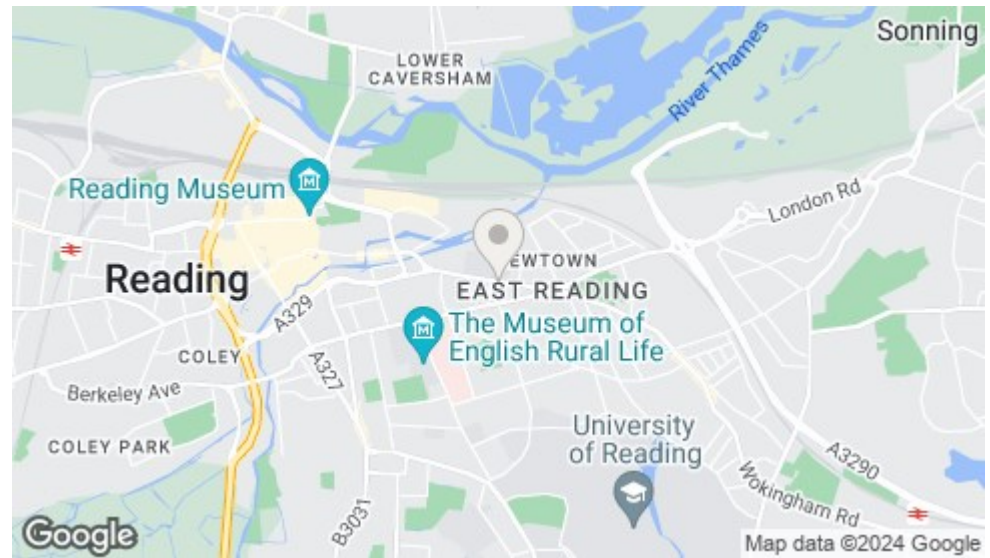 Sonning
LOWER
CAVERSHAM
River Thames
Reading Museum
London Rd
EWTOWN
Reading
EAST READING
A329
The Museum of
English Rural Life
COLEY
A327
Berkeley Ave
University
of Reading
COLEY PARK
A3290
Wokingham Rd
B3031
Google
Map data ©2024 Google